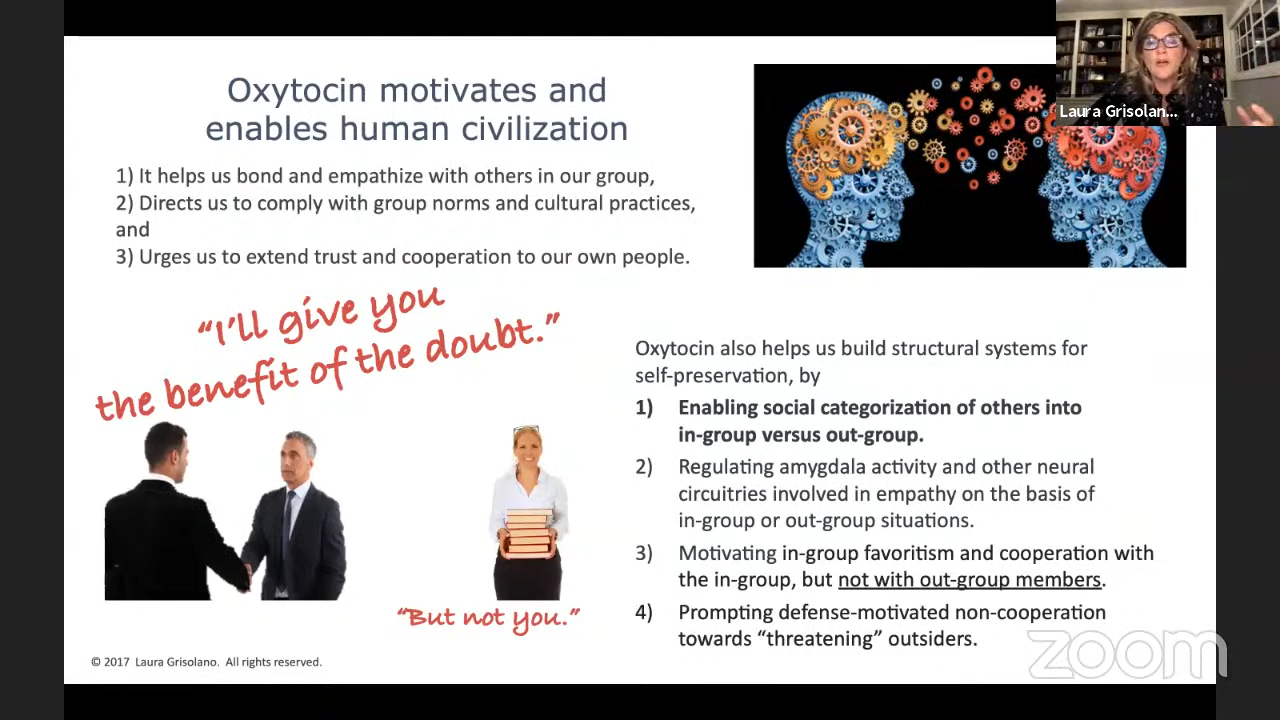 Oxytocin motivates and
enables human civilization
1) It helps us bond and empathize with others in our group,
2) Directs us to comply with group norms and cultural practices,
and
3) Urges us to extend trust and cooperation to our own people.
Laura Grisolan...
“I’ll give you
the benefit of the doubt.”
“But not you.”
Oxytocin also helps us build structural systems for
self-preservation, by
1) Enabling social categorization of others into
in-group versus out-group.
2) Regulating amygdala activity and other neural
circuitries involved in empathy on the basis of
in-group or out-group situations.
3) Motivating in-group favoritism and cooperation with
the in-group, but not with out-group members.
4) Prompting defense-motivated non-cooperation
towards “threatening” outsiders.
© 2017 Laura Grisolano. All rights reserved.
zoom